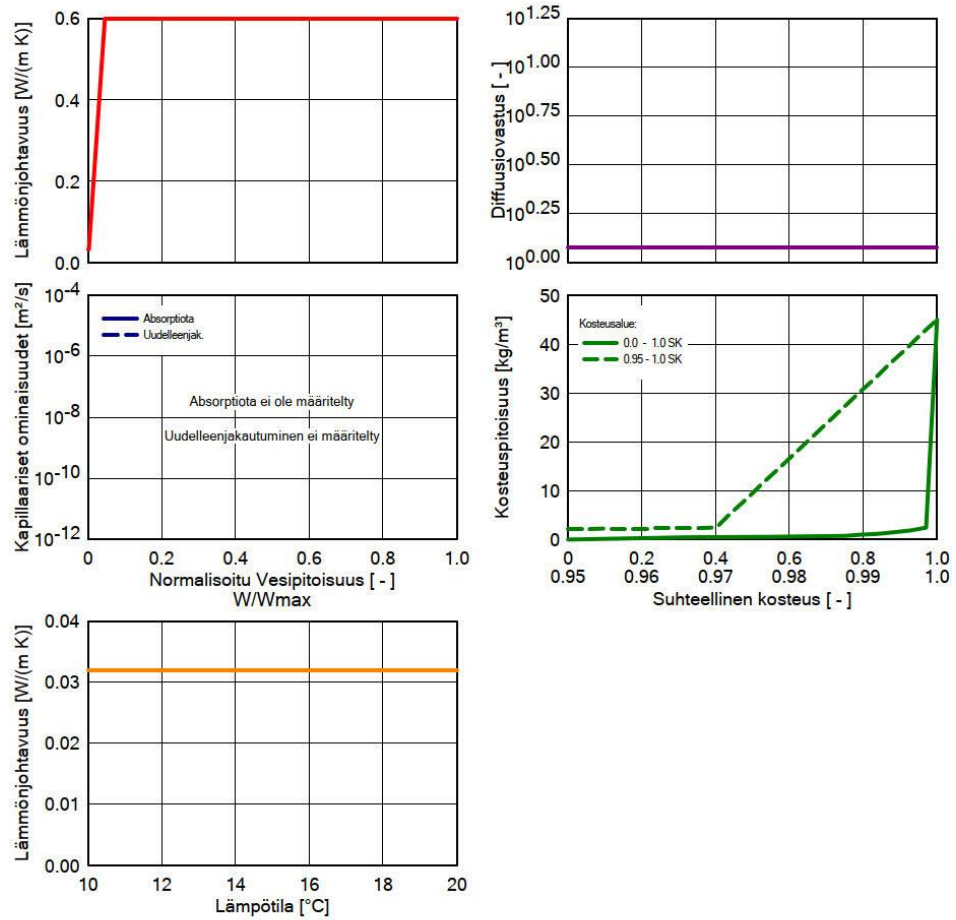 Lämmönjohtavuus [W/(m K)]
0.6
0.4
0.2
0.0
Diffuusiovastus [ - ]
10^1.25
10^1.00
10^0.75
10^0.50
10^0.25
10^0.00
Kapillaariset ominaisuudet [m²/s]
10^-4
10^-6
10^-8
10^-10
10^-12
Absorptiota
Uudelleenjak.
Absorptiota ei ole määritelty
Uudelleenjakautuminen ei määritelty
0 0.2 0.4 0.6 0.8 1.0
Normalisoitu Vesipitoisuus [ - ]
W/Wmax
Kosteuspitoisuus [kg/m³]
50
40
30
20
10
0
Kosteusalue:
0.0 - 1.0 SK
0.95 - 1.0 SK
0 0.2 0.4 0.6 0.8 1.0
0.95 0.96 0.97 0.98 0.99 1.0
Suhteellinen kosteus [ - ]
Lämmönjohtavuus [W/(m K)]
0.04
0.03
0.02
0.01
0.00
10 12 14 16 18 20
Lämpötila [°C]